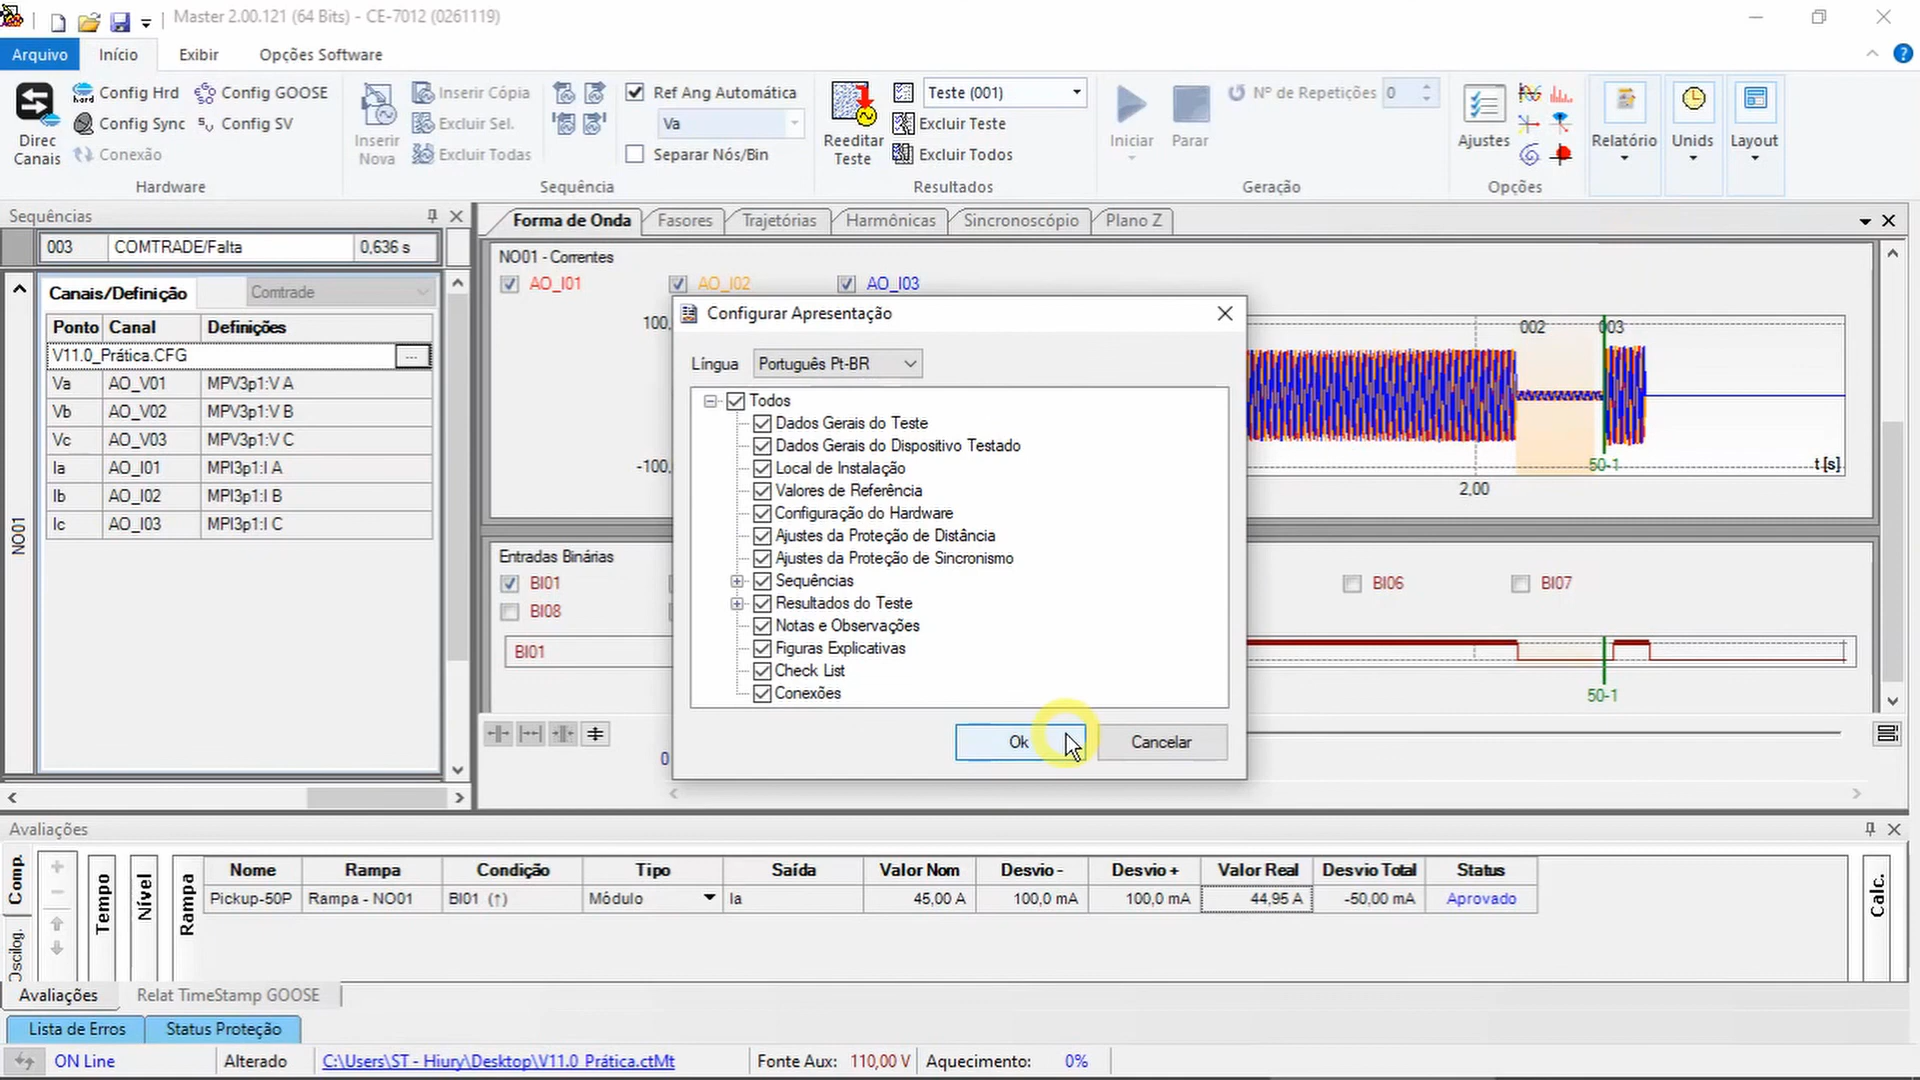 Master 2.00.121 (64 Bits) - CE-7012 (0261119)
Arquivo Início Exibir Opções Software
Direc Canais
Config Hrd Config GOOSE
Config Sync Config SV
Conexão
Hardware
Inserir Nova
Inserir Cópia
Excluir Sel.
Excluir Todas
Ref Ang Automática
Va
Separar Nós/Bin
Sequência
Reeditar Teste
Teste (001)
Excluir Teste
Excluir Todos
Resultados
Iniciar Parar
Nº de Repetições 0
Geração
Ajustes
Opções
Relatório Unids Layout
Sequências
003 COMTRADE/Falta 0,636 s
NO01
Canais/Definição Comtrade
Ponto Canal Definições
V11.0_Prática.CFG ...
Va AO_V01 MPV3p1:V A
Vb AO_V02 MPV3p1:V B
Vc AO_V03 MPV3p1:V C
Ia AO_I01 MPI3p1:I A
Ib AO_I02 MPI3p1:I B
Ic AO_I03 MPI3p1:I C
Forma de Onda Fasores Trajetórias Harmônicas Sincronoscópio Plano Z
NO01 - Correntes
AO_I01 AO_I02 AO_I03
100,
-100,
002 003
50-1 t [s]
2,00
Entradas Binárias
BI01 BI06 BI07
BI08
BI01
50-1
0
Configurar Apresentação
Língua Português Pt-BR
Todos
Dados Gerais do Teste
Dados Gerais do Dispositivo Testado
Local de Instalação
Valores de Referência
Configuração do Hardware
Ajustes da Proteção de Distância
Ajustes da Proteção de Sincronismo
Sequências
Resultados do Teste
Notas e Observações
Figuras Explicativas
Check List
Conexões
Ok Cancelar
Avaliações
Comp.
Oscilog.
Tempo
Nível
Rampa
Nome Rampa Condição Tipo Saída Valor Nom Desvio - Desvio + Valor Real Desvio Total Status
Pickup-50P Rampa - NO01 BI01 (↑) Módulo Ia 45,00 A 100,0 mA 100,0 mA 44,95 A -50,00 mA Aprovado
Calc.
Avaliações Relat TimeStamp GOOSE
Lista de Erros Status Proteção
ON Line Alterado C:\Users\ST - Hiury\Desktop\V11.0_Prática.ctMt Fonte Aux: 110,00 V Aquecimento: 0%